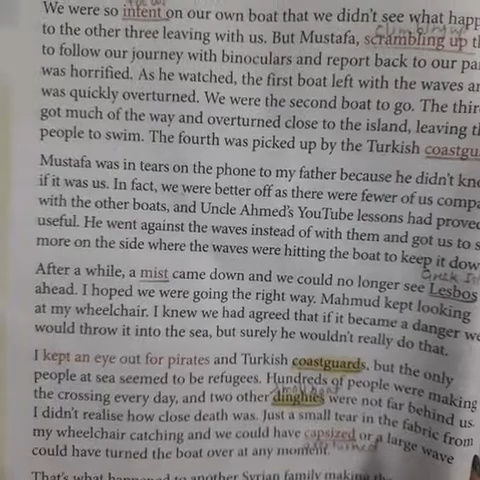 We were so intent on our own boat that we didn't see what
to the other three leaving with us. But Mustafa, scrambling up
to follow our journey with binoculars and report back to our
was horrified. As he watched, the first boat left with the waves
was quickly overturned. We were the second boat to go. The
got much of the way and overturned close to the island, leaving
people to swim. The fourth was picked up by the Turkish
Mustafa was in tears on the phone to my father because he didn't
if it was us. In fact, we were better off as there were fewer of us
with the other boats, and Uncle Ahmed's YouTube lessons had
useful. He went against the waves instead of with them and got us to
more on the side where the waves were hitting the boat to keep it
After a while, a mist came down and we could no longer see Lesbos
ahead. I hoped we were going the right way. Mahmud kept looking
at my wheelchair. I knew we had agreed that if it became a danger
would throw it into the sea, but surely he wouldn't really do that.
I kept an eye out for pirates and Turkish coastguards, but the only
people at sea seemed to be refugees. Hundreds of people were making
the crossing every day, and two other dinghies were not far behind us.
I didn't realise how close death was. Just a small tear in the fabric from
my wheelchair catching and we could have capsized or a large wave
could have turned the boat over at any moment.
That's what happened to another Syrian family making